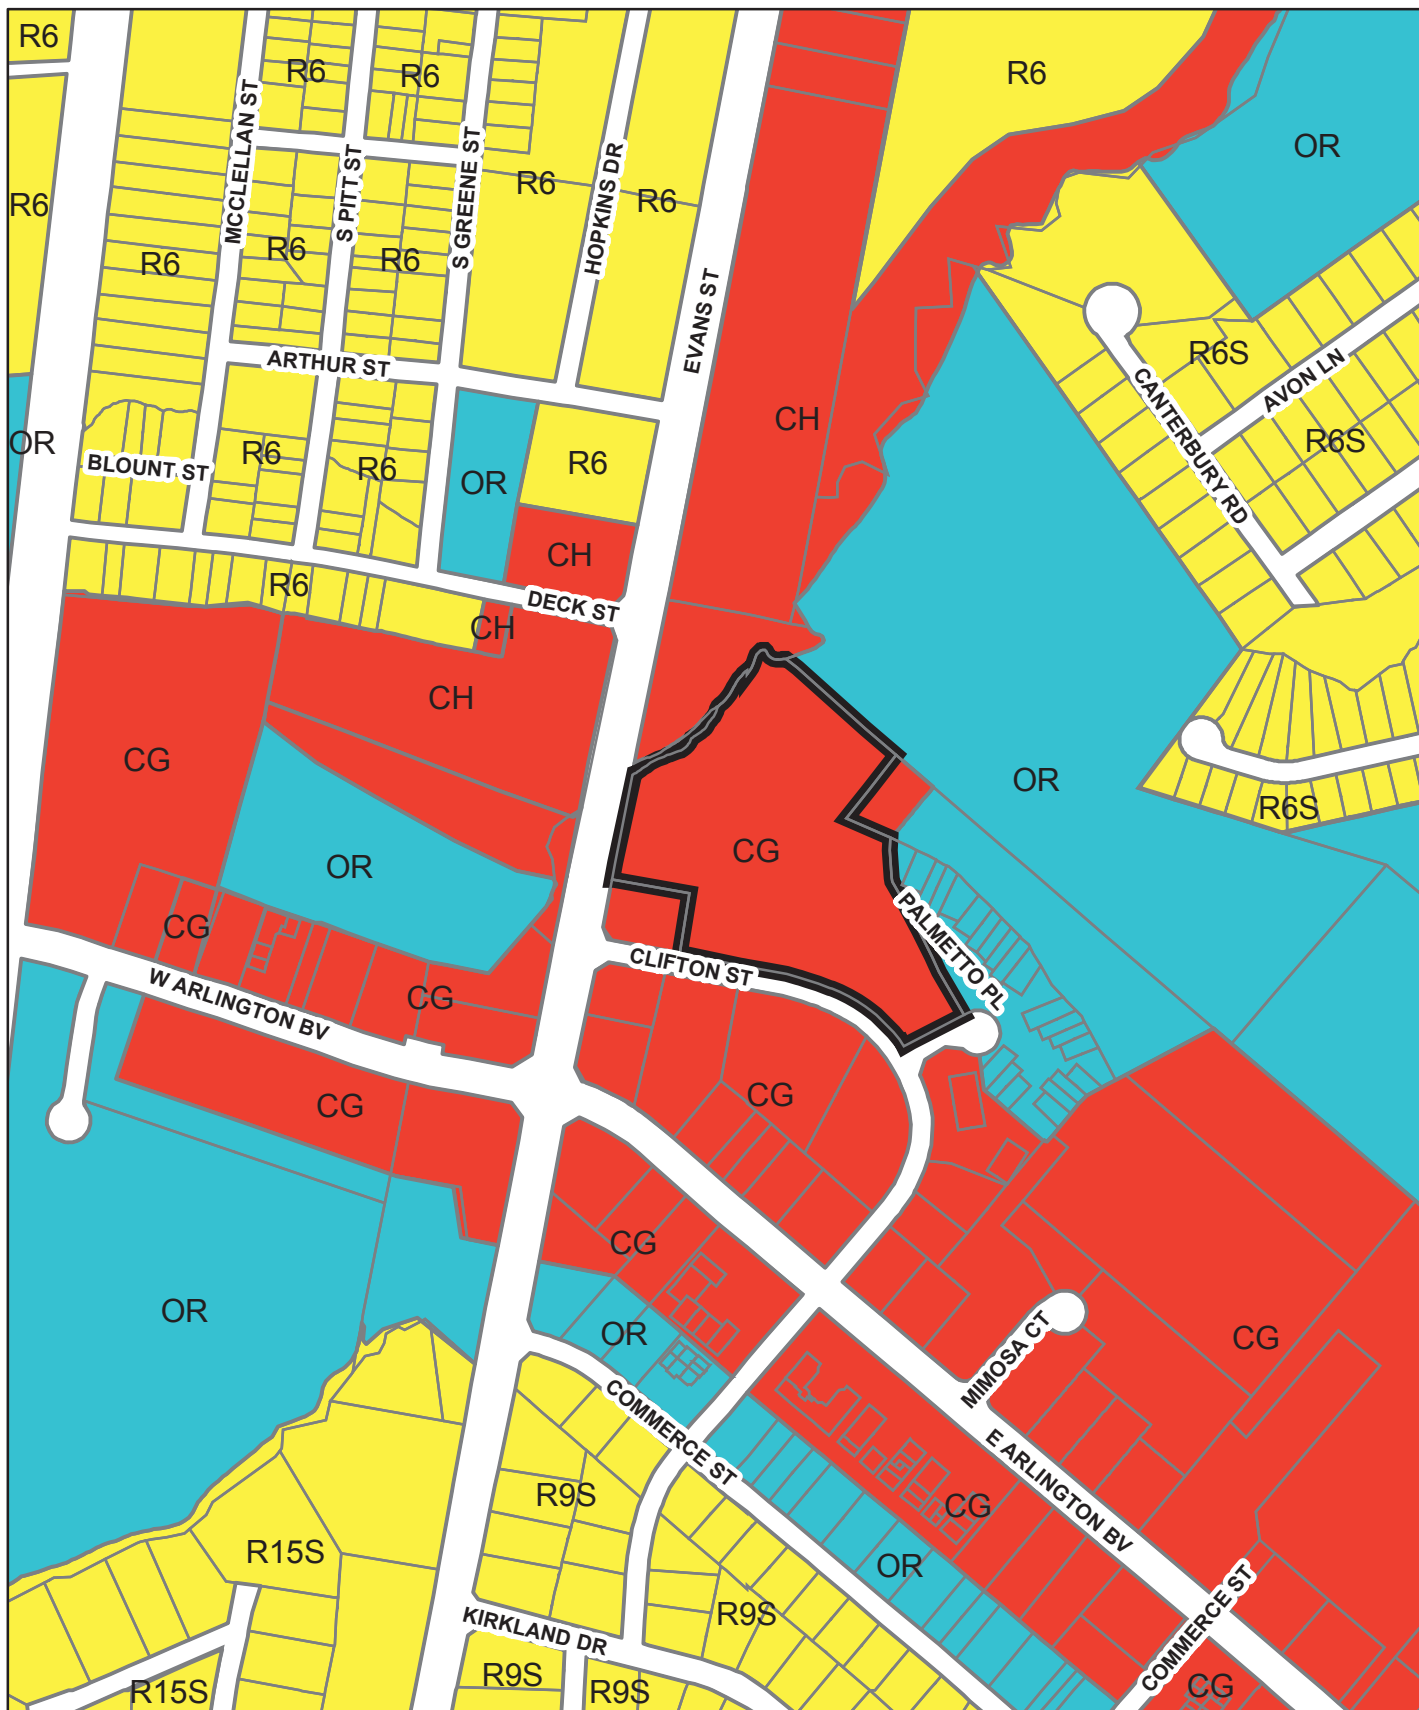 R6
R6
R6
R6
OR
R6
MCCLELLAN ST
S PITT ST
S GREENE ST
HOPKINS DR
R6
R6
R6
R6
R6
R6
EVANS ST
R6S
ARTHUR ST
CANTERBURY RD
AVON LN
CH
OR
R6S
BLOUNT ST
R6
R6
OR
R6
CH
R6
DECK ST
CH
CH
CG
OR
R6S
OR
CG
CG
PALMETTO PL
CLIFTON ST
W ARLINGTON BV
CG
CG
CG
OR
CG
OR
MIMOSA CT
CG
COMMERCE ST
E ARLINGTON BV
R9S
CG
R15S
OR
KIRKLAND DR
R9S
COMMERCE ST
R15S
R9S
R9S
CG